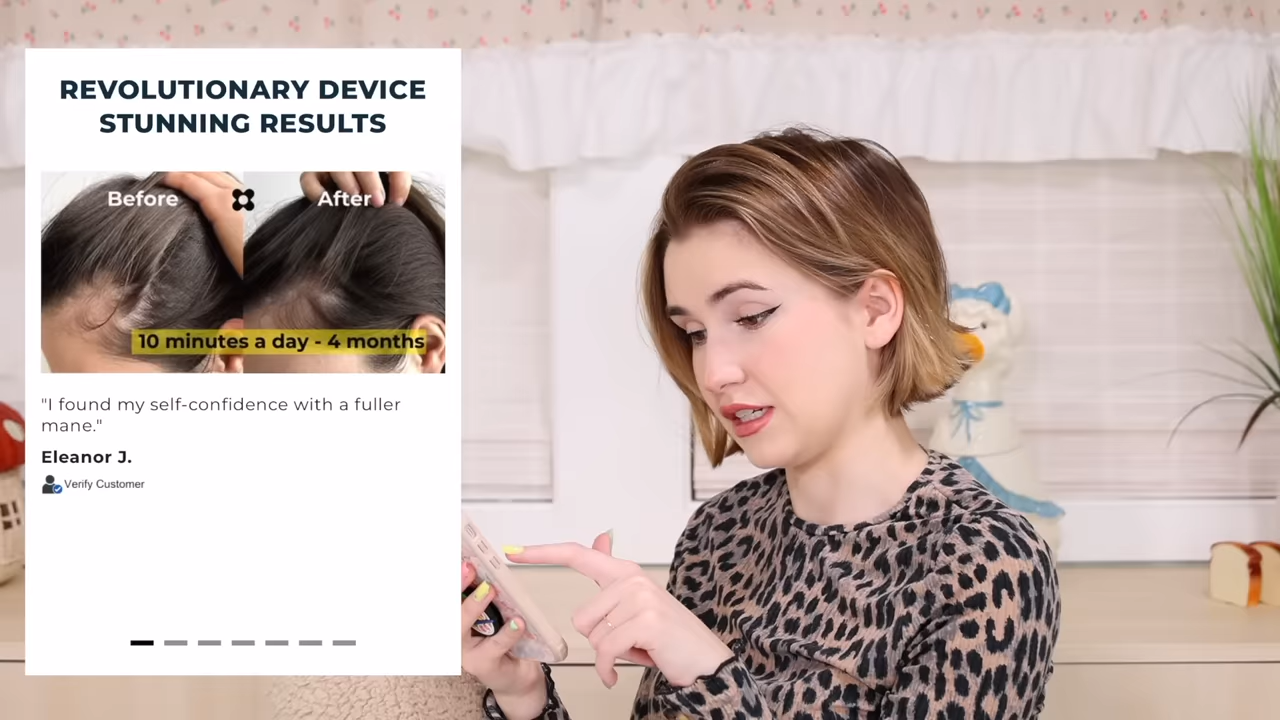 REVOLUTIONARY DEVICE
STUNNING RESULTS
Before
After
10 minutes a day - 4 months
"I found my self-confidence with a fuller
mane."
Eleanor J.
Verify Customer